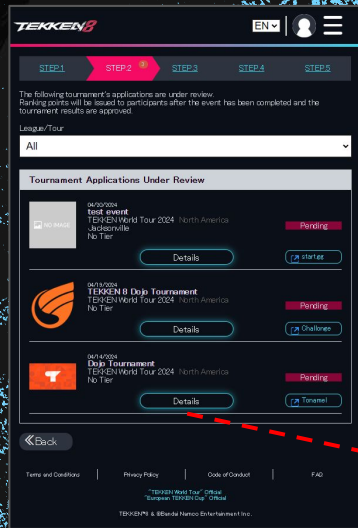 TEKKEN8
EN
STEP.1 STEP.2 STEP.3 STEP.4 STEP.5
The following tournament's applications are under review.
Ranking points will be issued to participants after the event has been completed and the
tournament results are approved.
League/Tour
All
Tournament Applications Under Review
04/20/2024
test event
TEKKEN World Tour 2024 North America
Jacksonville
No Tier
NO IMAGE
Pending
Details
start.gg
04/19/2024
TEKKEN 8 Dojo Tournament
TEKKEN World Tour 2024 North America
No Tier
Pending
Details
Challonge
04/14/2024
Dojo Tournament
TEKKEN World Tour 2024 North America
No Tier
Pending
Details
Tonamel
Back
Terms and Conditions | Privacy Policy | Code of Conduct | FAQ
"TEKKEN World Tour" Official
"European TEKKEN Cup" Official
TEKKEN™8 & ©Bandai Namco Entertainment Inc.